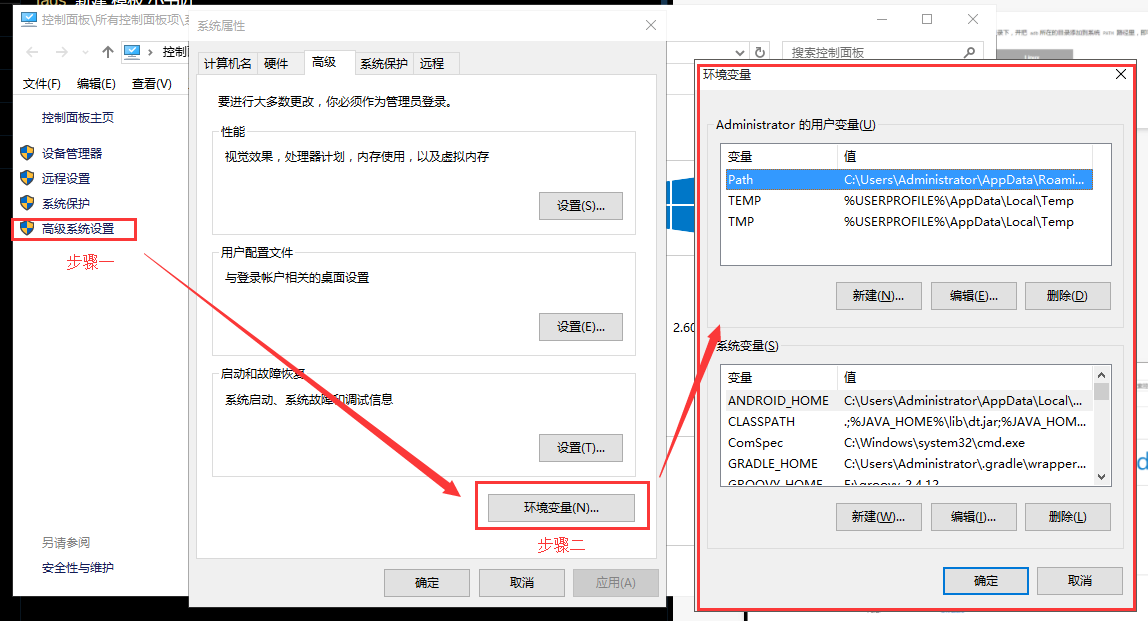 控制面板\所有控制面板项\系
控制
搜索控制面板
文件(F) 编辑(E) 查看(V)
控制面板主页
设备管理器
远程设置
系统保护
高级系统设置
步骤一
另请参阅
安全性与维护
系统属性
计算机名 硬件 高级 系统保护 远程
要进行大多数更改，你必须作为管理员登录。
性能
视觉效果，处理器计划，内存使用，以及虚拟内存
设置(S)...
用户配置文件
与登录帐户相关的桌面设置
设置(E)...
启动和故障恢复
系统启动、系统故障和调试信息
设置(T)...
环境变量(N)...
步骤二
确定 取消 应用(A)
2.60
环境变量
Administrator 的用户变量(U)
变量 值
Path C:\Users\Administrator\AppData\Roami...
TEMP %USERPROFILE%\AppData\Local\Temp
TMP %USERPROFILE%\AppData\Local\Temp
新建(N)... 编辑(E)... 删除(D)
系统变量(S)
变量 值
ANDROID_HOME C:\Users\Administrator\AppData\Local\...
CLASSPATH .;%JAVA_HOME%\lib\dt.jar;%JAVA_HOM...
ComSpec C:\Windows\system32\cmd.exe
GRADLE_HOME C:\Users\Administrator\.gradle\wrapper...
GROOVY_HOME F:\groovy-2.4.12
新建(W)... 编辑(I)... 删除(L)
确定 取消